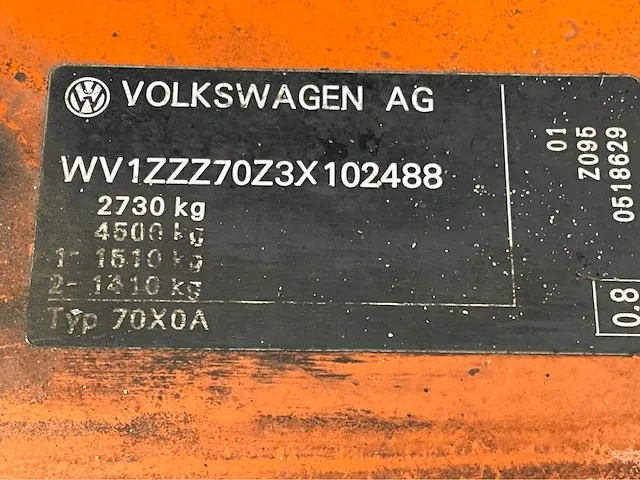 VOLKSWAGEN AG
WV1ZZZ70Z3X102488
2730 kg
4500 kg
1- 1510 kg
2- 1410 kg
Typ 70X0A
01
Z095
0518629
0.8